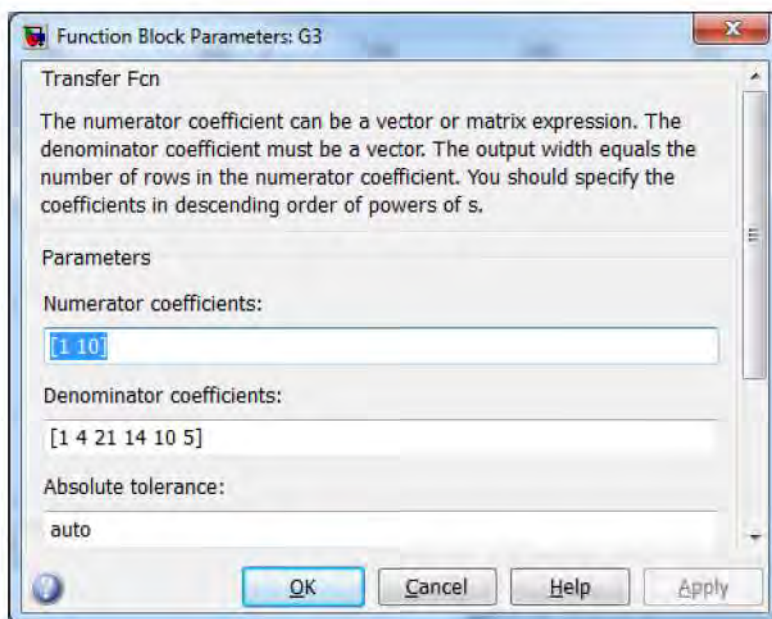 Function Block Parameters: G3
Transfer Fcn
The numerator coefficient can be a vector or matrix expression. The
denominator coefficient must be a vector. The output width equals the
number of rows in the numerator coefficient. You should specify the
coefficients in descending order of powers of s.
Parameters
Numerator coefficients:
[1 10]
Denominator coefficients:
[1 4 21 14 10 5]
Absolute tolerance:
auto
OK Cancel Help Apply